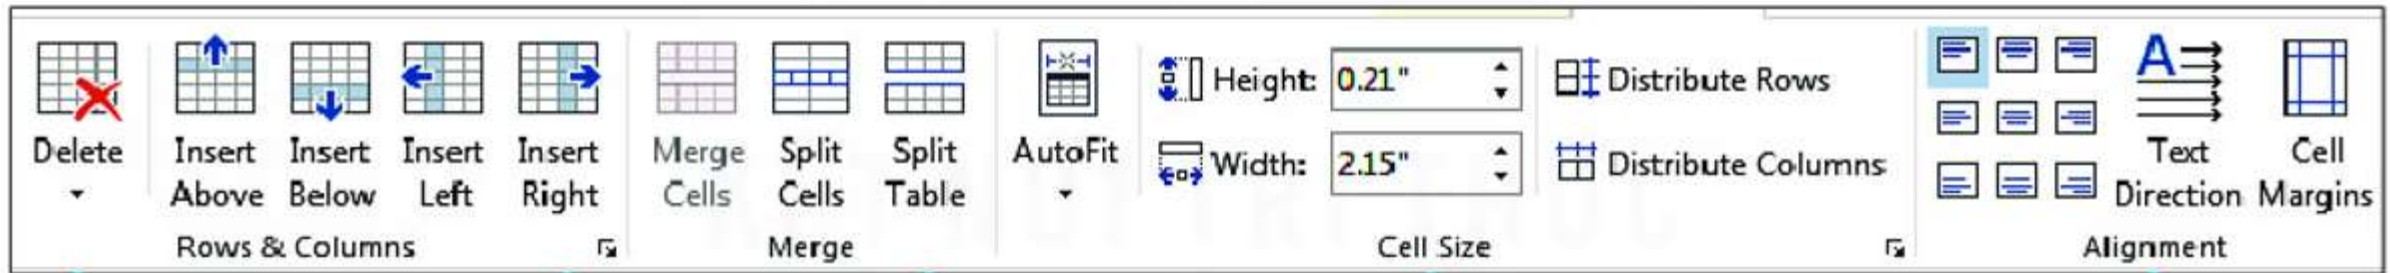 Delete
Insert Above
Insert Below
Insert Left
Insert Right
Rows & Columns
Merge Cells
Split Cells
Split Table
Merge
AutoFit
Height: 0.21"
Width: 2.15"
Distribute Rows
Distribute Columns
Cell Size
Text Direction
Cell Margins
Alignment